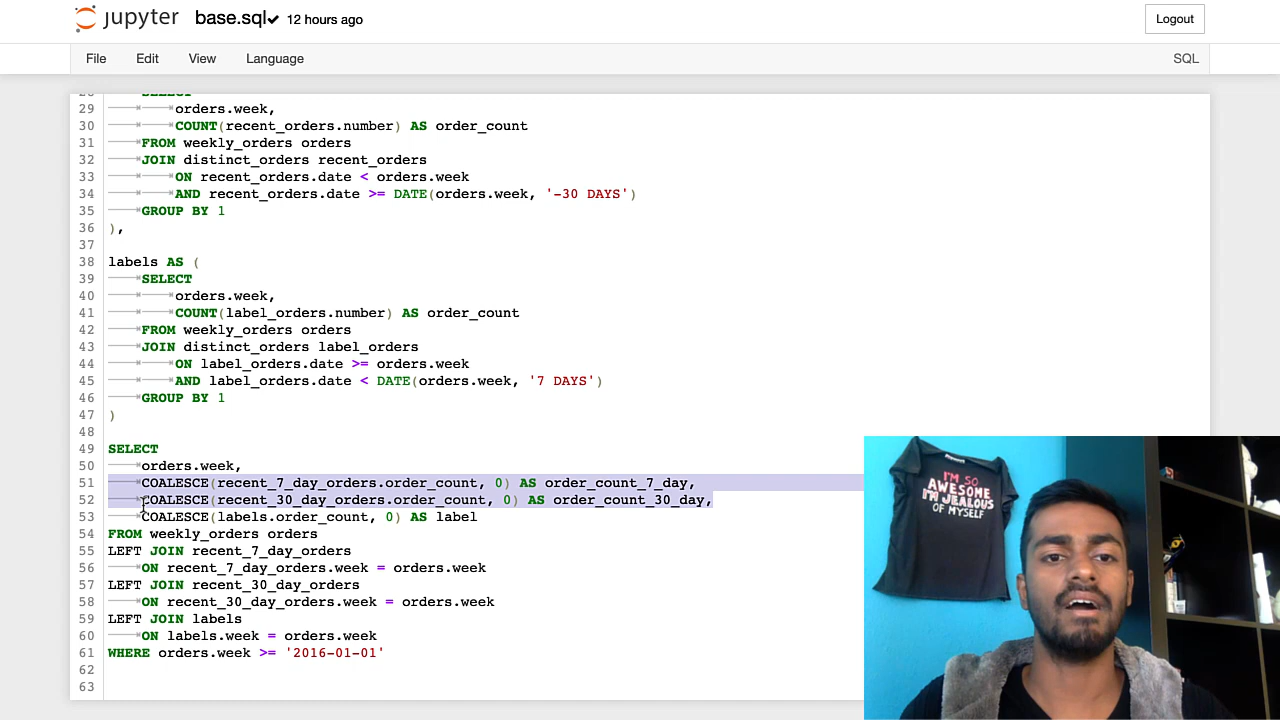 jupyter base.sql 12 hours ago Logout
File Edit View Language SQL
28 SELECT
29 orders.week,
30 COUNT(recent_orders.number) AS order_count
31 FROM weekly_orders orders
32 JOIN distinct_orders recent_orders
33 ON recent_orders.date < orders.week
34 AND recent_orders.date >= DATE(orders.week, '-30 DAYS')
35 GROUP BY 1
36 ),
37
38 labels AS (
39 SELECT
40 orders.week,
41 COUNT(label_orders.number) AS order_count
42 FROM weekly_orders orders
43 JOIN distinct_orders label_orders
44 ON label_orders.date >= orders.week
45 AND label_orders.date < DATE(orders.week, '7 DAYS')
46 GROUP BY 1
47 )
48
49 SELECT
50 orders.week,
51 COALESCE(recent_7_day_orders.order_count, 0) AS order_count_7_day,
52 COALESCE(recent_30_day_orders.order_count, 0) AS order_count_30_day,
53 COALESCE(labels.order_count, 0) AS label
54 FROM weekly_orders orders
55 LEFT JOIN recent_7_day_orders
56 ON recent_7_day_orders.week = orders.week
57 LEFT JOIN recent_30_day_orders
58 ON recent_30_day_orders.week = orders.week
59 LEFT JOIN labels
60 ON labels.week = orders.week
61 WHERE orders.week >= '2016-01-01'
62
63
I'M SO
AWESOME
I'M JEALOUS
OF MYSELF